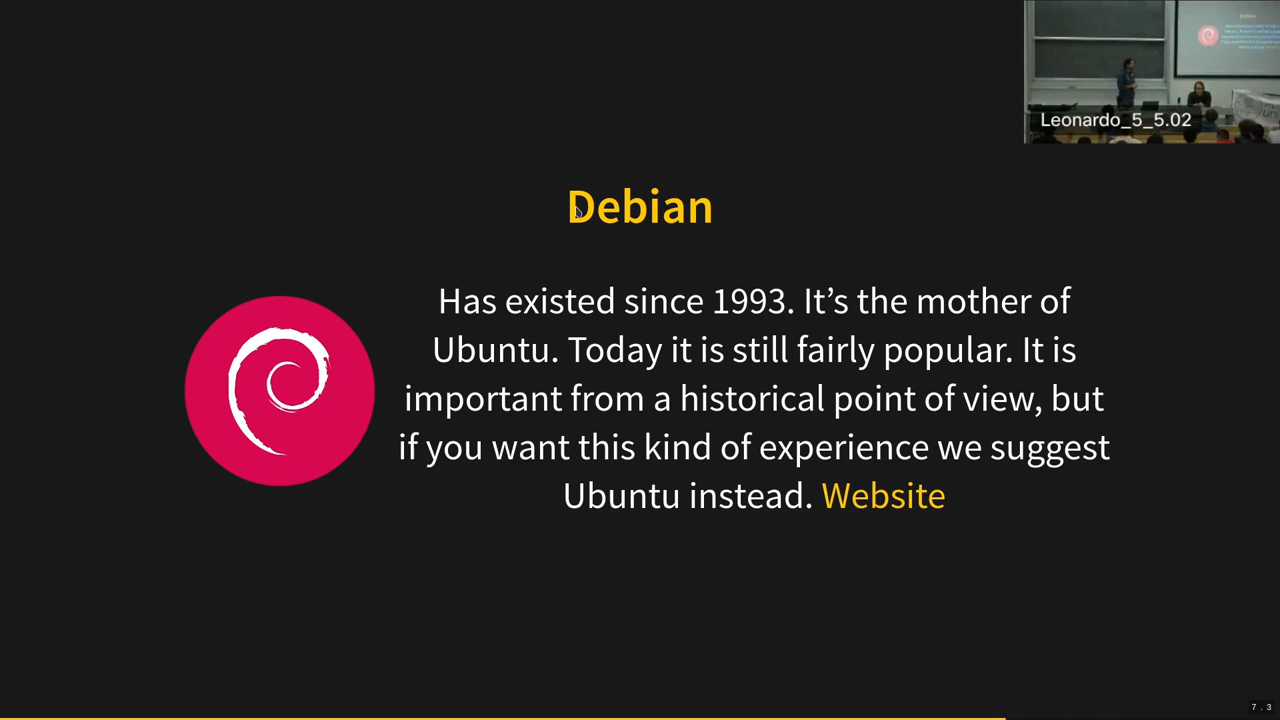 Leonardo_5_5.02
Debian
Has existed since 1993. It’s the mother of
Ubuntu. Today it is still fairly popular. It is
important from a historical point of view, but
if you want this kind of experience we suggest
Ubuntu instead. Website
7.3